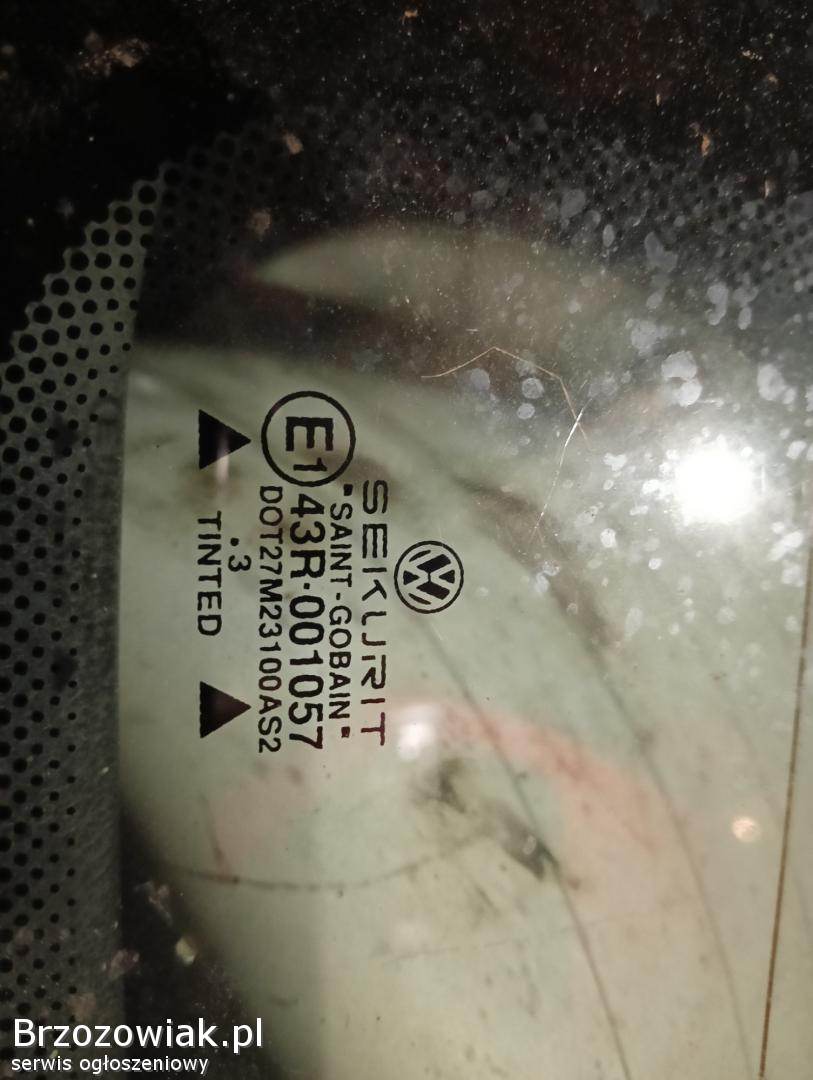 SEKURIT
"SAINT-GOBAIN"
E1 43R-001057
DOT27M23100AS2
.3
TINTED
Brzozowiak.pl
serwis ogłoszeniowy